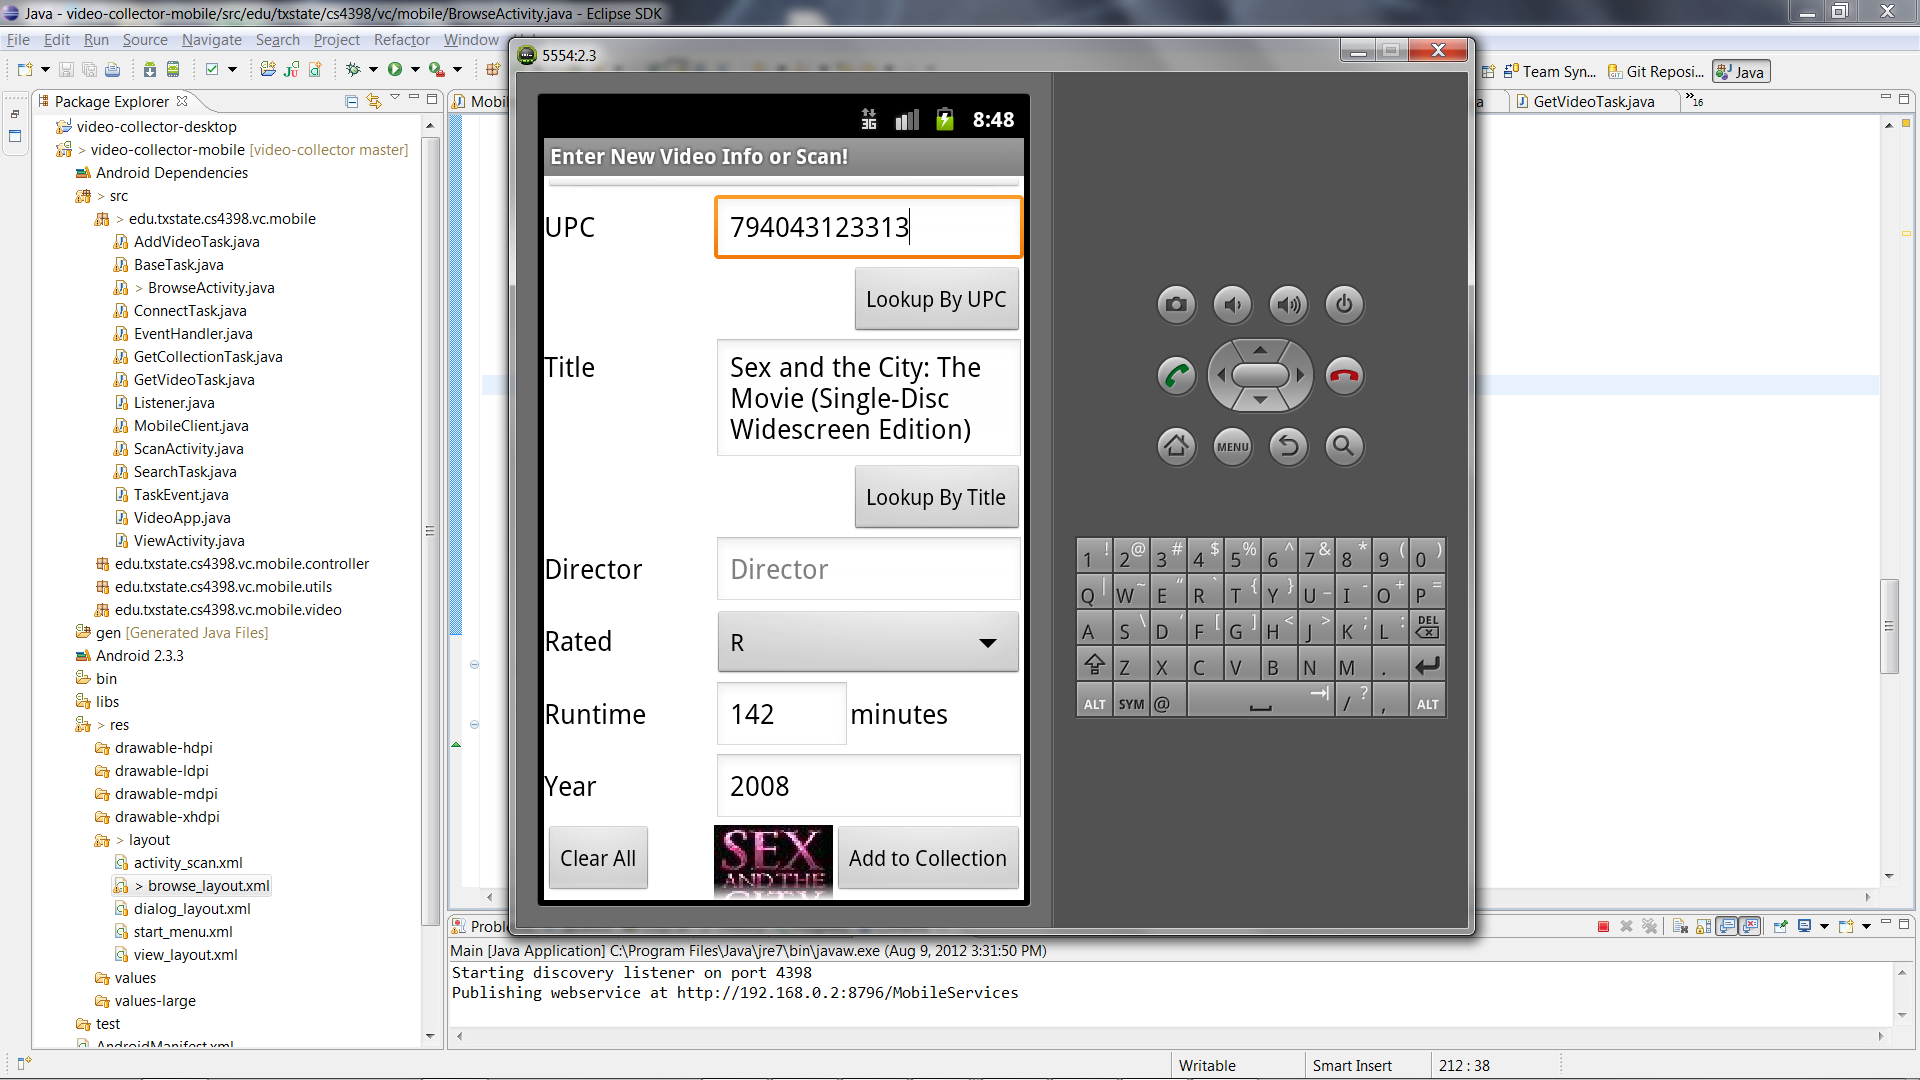 Java - video-collector-mobile/src/edu/txstate/cs4398/vc/mobile/BrowseActivity.java - Eclipse SDK
File Edit Run Source Navigate Search Project Refactor Window
Team Syn... Git Reposi... Java
Package Explorer
Mobil
GetVideoTask.java
»16
video-collector-desktop
> video-collector-mobile [video-collector master]
Android Dependencies
> src
> edu.txstate.cs4398.vc.mobile
AddVideoTask.java
BaseTask.java
> BrowseActivity.java
ConnectTask.java
EventHandler.java
GetCollectionTask.java
GetVideoTask.java
Listener.java
MobileClient.java
ScanActivity.java
SearchTask.java
TaskEvent.java
VideoApp.java
ViewActivity.java
edu.txstate.cs4398.vc.mobile.controller
edu.txstate.cs4398.vc.mobile.utils
edu.txstate.cs4398.vc.mobile.video
gen [Generated Java Files]
Android 2.3.3
bin
libs
> res
drawable-hdpi
drawable-ldpi
drawable-mdpi
drawable-xhdpi
> layout
activity_scan.xml
> browse_layout.xml
dialog_layout.xml
start_menu.xml
view_layout.xml
values
values-large
test
AndroidManifest.xml
5554:2.3
3G 8:48
Enter New Video Info or Scan!
UPC 794043123313
Lookup By UPC
Title Sex and the City: The
Movie (Single-Disc
Widescreen Edition)
Lookup By Title
Director Director
Rated R
Runtime 142 minutes
Year 2008
Clear All SEX AND THE Add to Collection
MENU
1 ! 2 @ 3 # 4 $ 5 % 6 ^ 7 & 8 * 9 ( 0 )
Q | W ~ E " R ` T { Y } U _ I - O + P =
A S \ D ' F [ G ] H < J > K ; L : DEL
Z X C V B N M .
ALT SYM @ / ? , ALT
Main [Java Application] C:\Program Files\Java\jre7\bin\javaw.exe (Aug 9, 2012 3:31:50 PM)
Starting discovery listener on port 4398
Publishing webservice at http://192.168.0.2:8796/MobileServices
Writable Smart Insert 212 : 38